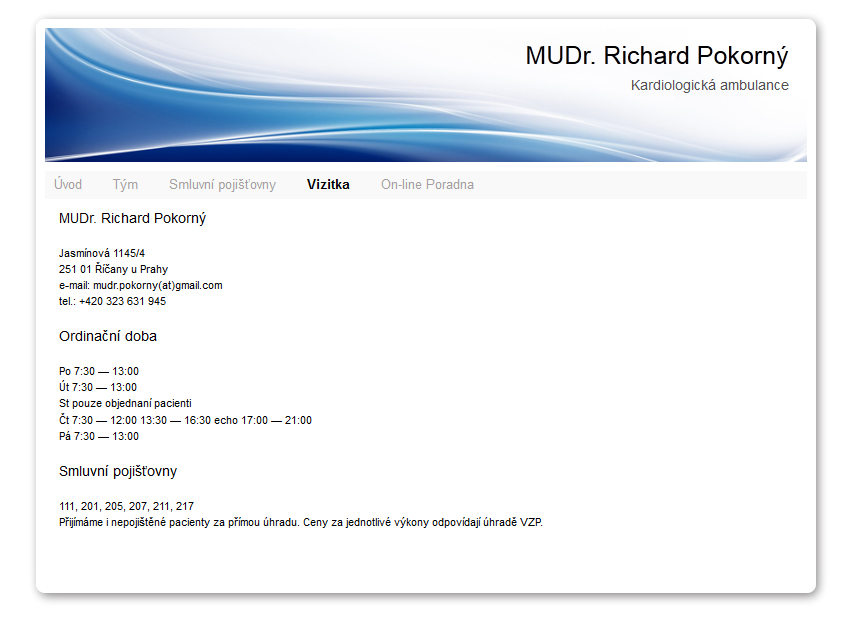 MUDr. Richard Pokorný
Kardiologická ambulance
Úvod Tým Smluvní pojišťovny Vizitka On-line Poradna
MUDr. Richard Pokorný
Jasmínová 1145/4
251 01 Říčany u Prahy
e-mail: mudr.pokorny(at)gmail.com
tel.: +420 323 631 945
Ordinační doba
Po 7:30 — 13:00
Út 7:30 — 13:00
St pouze objednaní pacienti
Čt 7:30 — 12:00 13:30 — 16:30 echo 17:00 — 21:00
Pá 7:30 — 13:00
Smluvní pojišťovny
111, 201, 205, 207, 211, 217
Přijímáme i nepojištěné pacienty za přímou úhradu. Ceny za jednotlivé výkony odpovídají úhradě VZP.